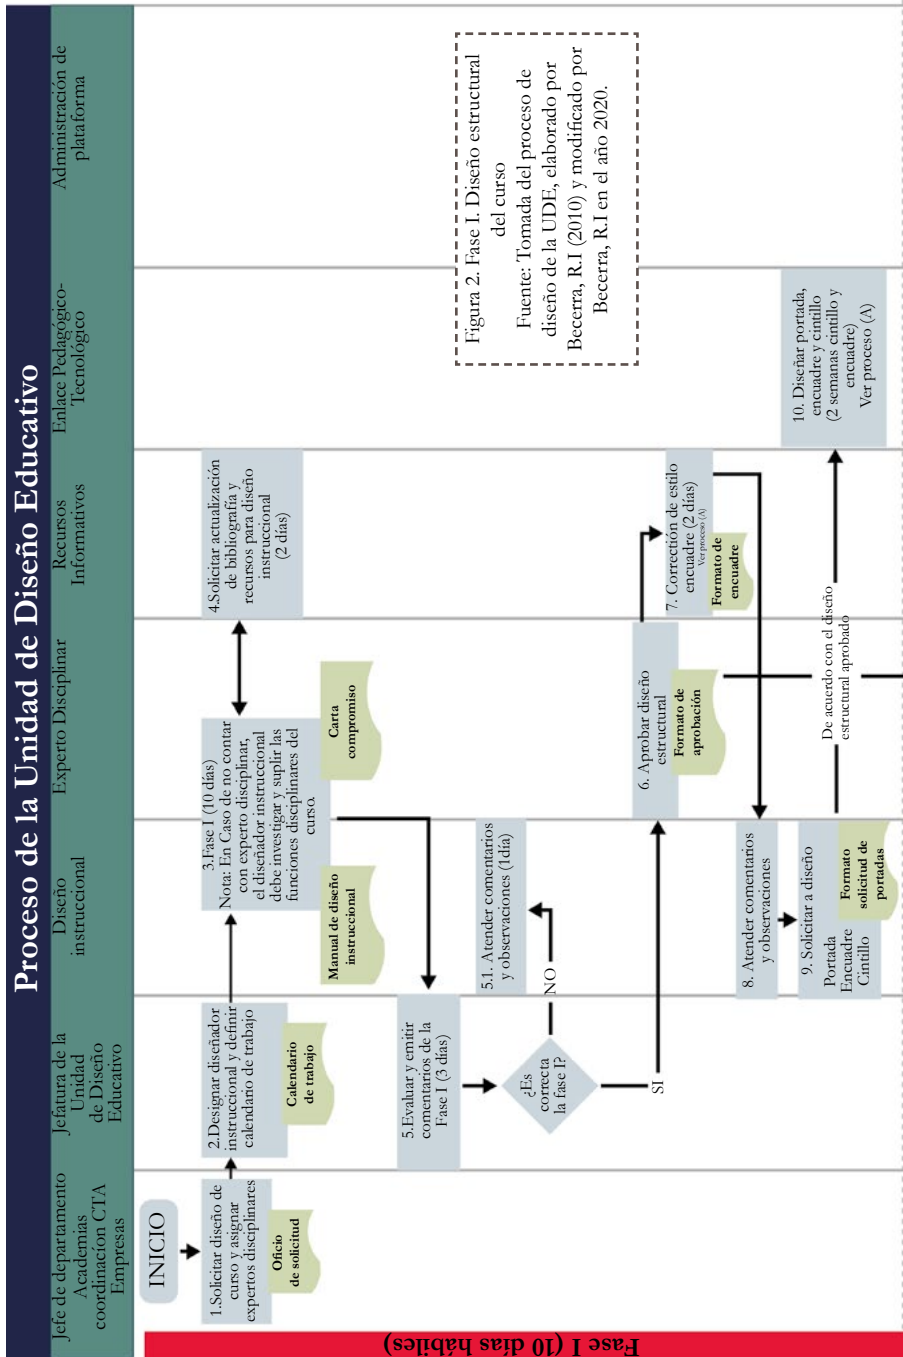 Proceso de la Unidad de Diseño Educativo
Jefe de departamento
Academias
coordinacíon CTA
Empresas
Jefatura de la
Unidad
de Diseño
Educativo
Diseño
instruccional
Experto Disciplinar
Recursos
Informativos
Enlace Pedagógico-
Tecnológico
Administración de
plataforma
Fase I (10 días hábiles)
INICIO
1.Solicitar diseño de
curso y asignar
expertos disciplinares
Oficio
de solicitud
2.Designar diseñador
instruccional y definir
calendario de trabajo
Calendario
de trabajo
3.Fase I (10 días)
Nota: En Caso de no contar
con experto disciplinar,
el diseñador instruccional
debe investigar y suplir las
funciones disciplinares del
curso.
Manual de diseño
instruccional
Carta
compromiso
4.Solicitar actualización
de bibliografía y
recursos para diseño
instruccional
(2 días)
5.Evaluar y emitir
comentarios de la
Fase I (3 días)
¿Es
correcta
la fase I?
NO
SI
5.1. Atender comentarios
y observaciones (1día)
6. Aprobar diseño
estructural
Formato de
aprobación
7. Corrección de estilo
encuadre (2 días)
Ver proceso (A)
Formato de
encuadre
8. Atender comentarios
y observaciones
9. Solicitar a diseño
Portada
Encuadre
Cintillo
Formato
solicitud de
portadas
De acuerdo con el diseño
estructural aprobado
10. Diseñar portada,
encuadre y cintillo
(2 semanas cintillo y
encuadre)
Ver proceso (A)
Figura 2. Fase I. Diseño estructural
del curso
Fuente: Tomada del proceso de
diseño de la UDE, elaborado por
Becerra, R.I (2010) y modificado por
Becerra, R.I en el año 2020.